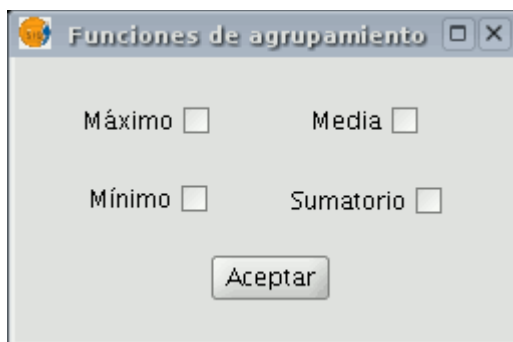 Funciones de agrupamiento
Máximo Media
Mínimo Sumatorio
Aceptar